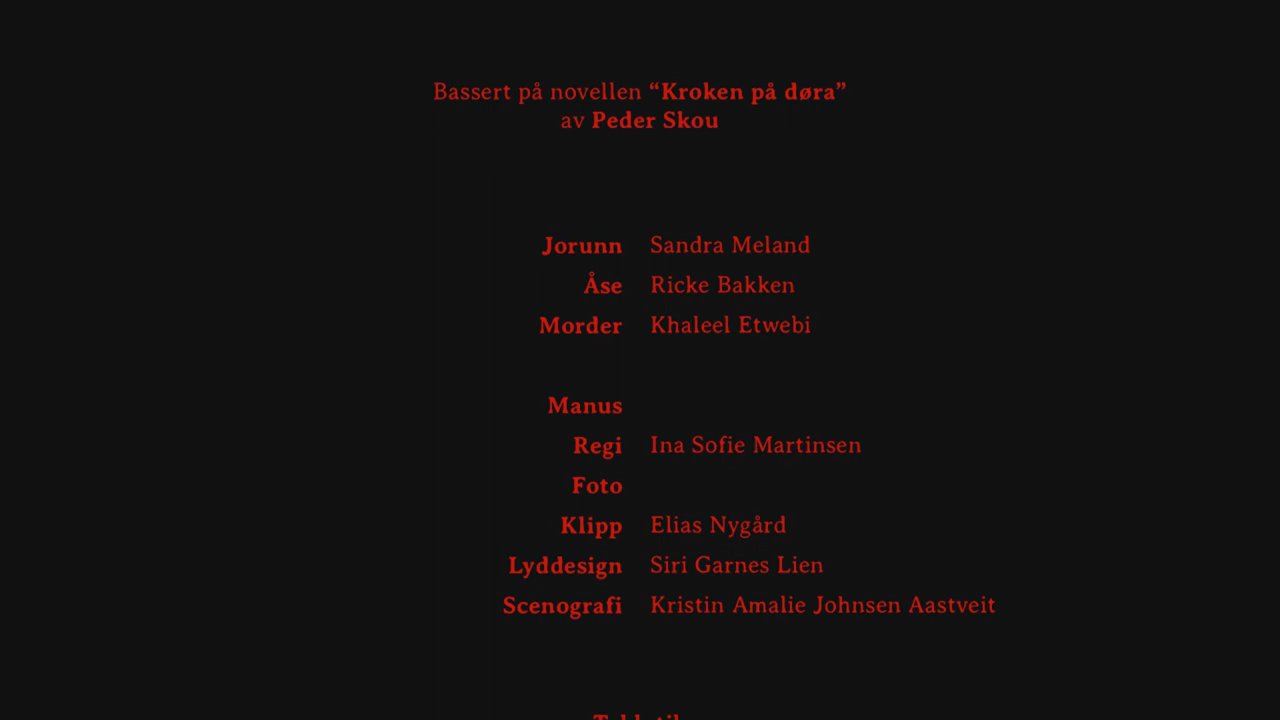 Bassert på novellen “Kroken på døra”
av Peder Skou
Jorunn Sandra Meland
Åse Ricke Bakken
Morder Khaleel Etwebi
Manus
Regi Ina Sofie Martinsen
Foto
Klipp Elias Nygård
Lyddesign Siri Garnes Lien
Scenografi Kristin Amalie Johnsen Aastveit